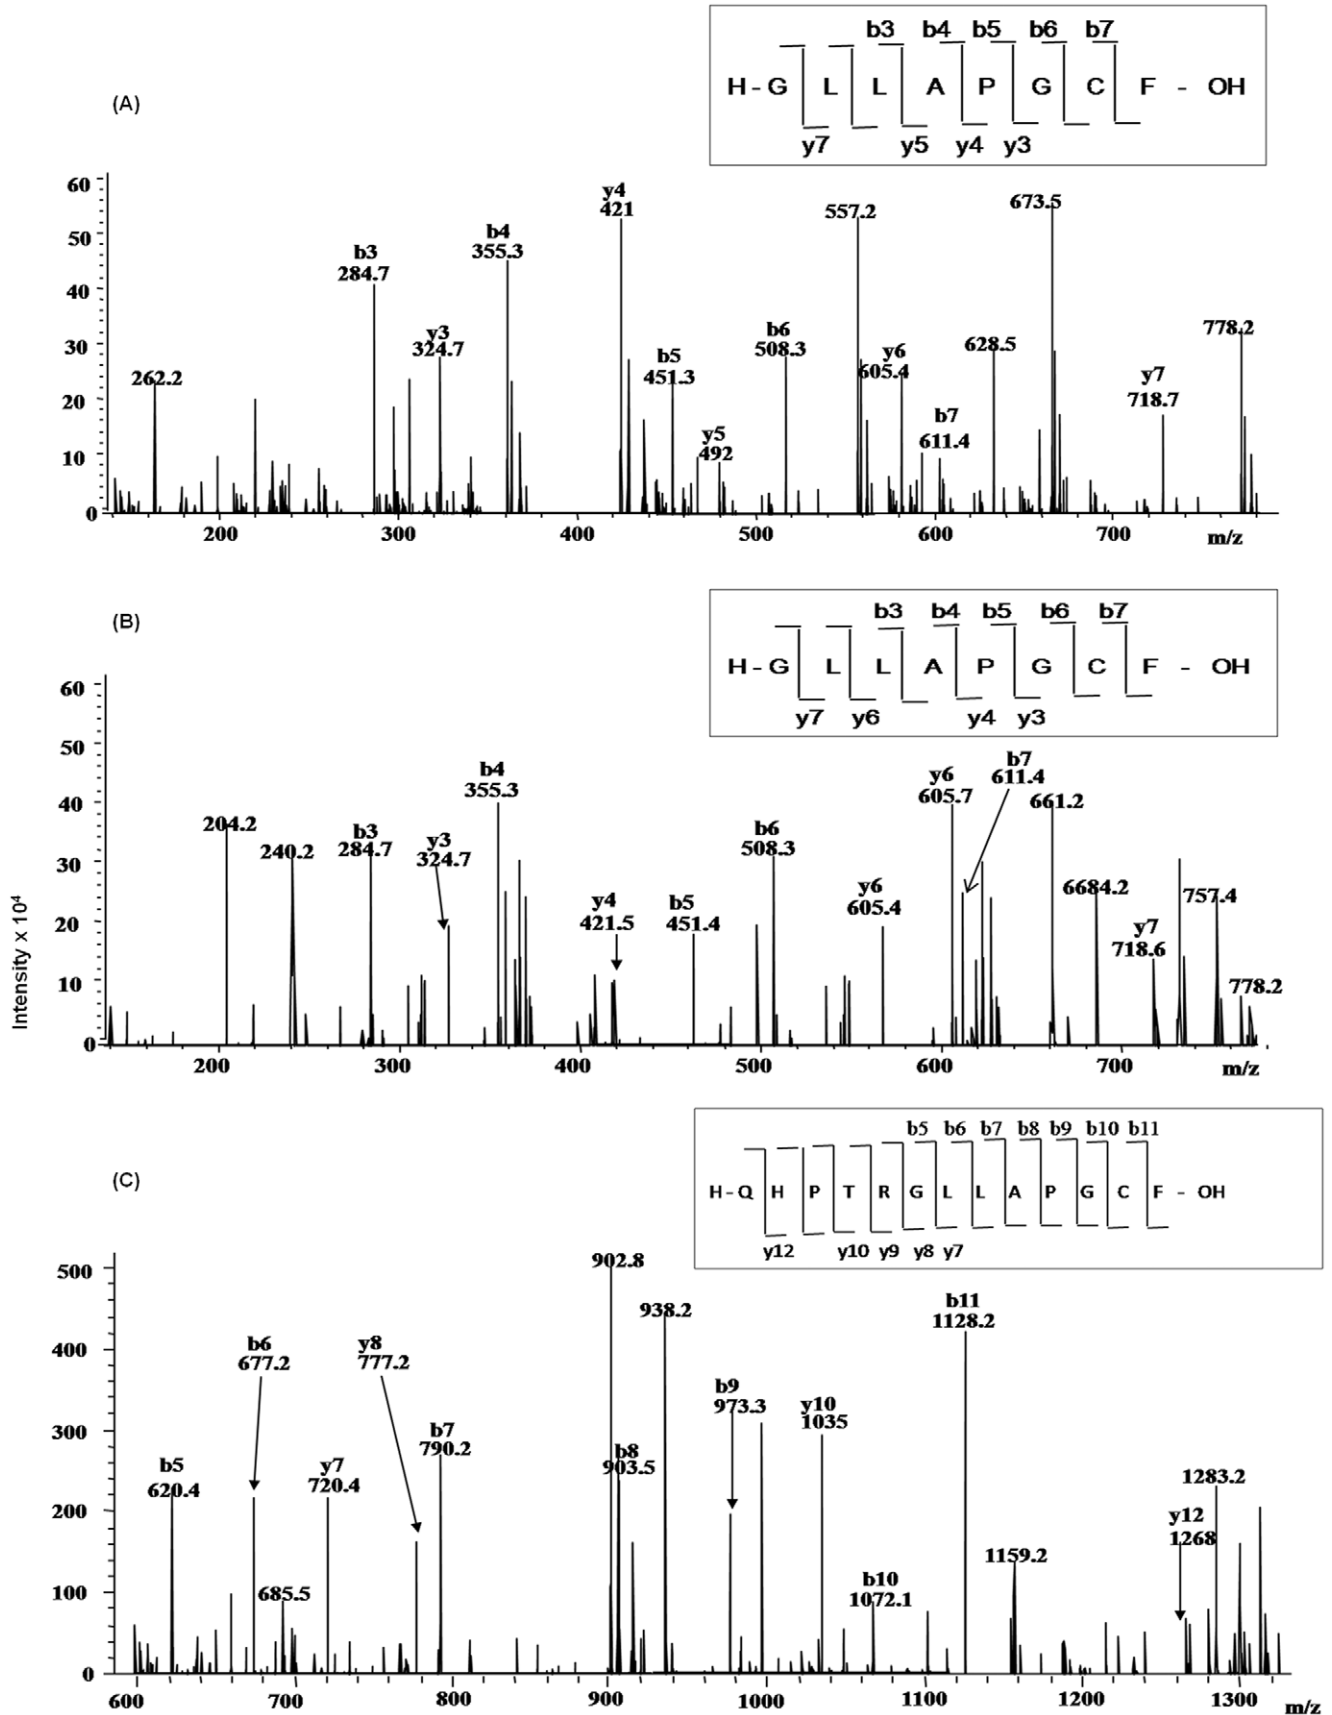 (A)
b3 b4 b5 b6 b7
H - G L L A P G C F - OH
y7 y5 y4 y3
60
50
40
30
20
10
0
262.2
b3
284.7
y3
324.7
b4
355.3
y4
421
b5
451.3
y5
492
b6
508.3
557.2
y6
605.4
b7
611.4
628.5
673.5
y7
718.7
778.2
200 300 400 500 600 700 m/z
(B)
b3 b4 b5 b6 b7
H - G L L A P G C F - OH
y7 y6 y4 y3
Intensity x 10⁴
60
50
40
30
20
10
0
204.2
240.2
b3
284.7
y3
324.7
b4
355.3
y4
421.5
b5
451.4
b6
508.3
y6
605.4
y6
605.7
b7
611.4
661.2
6684.2
y7
718.6
757.4
778.2
200 300 400 500 600 700 m/z
(C)
b5 b6 b7 b8 b9 b10 b11
H - Q H P T R G L L A P G C F - OH
y12 y10 y9 y8 y7
500
400
300
200
100
0
b5
620.4
b6
677.2
685.5
y7
720.4
y8
777.2
b7
790.2
902.8
b8
903.5
938.2
b9
973.3
y10
1035
b10
1072.1
b11
1128.2
1159.2
y12
1268
1283.2
600 700 800 900 1000 1100 1200 1300 m/z